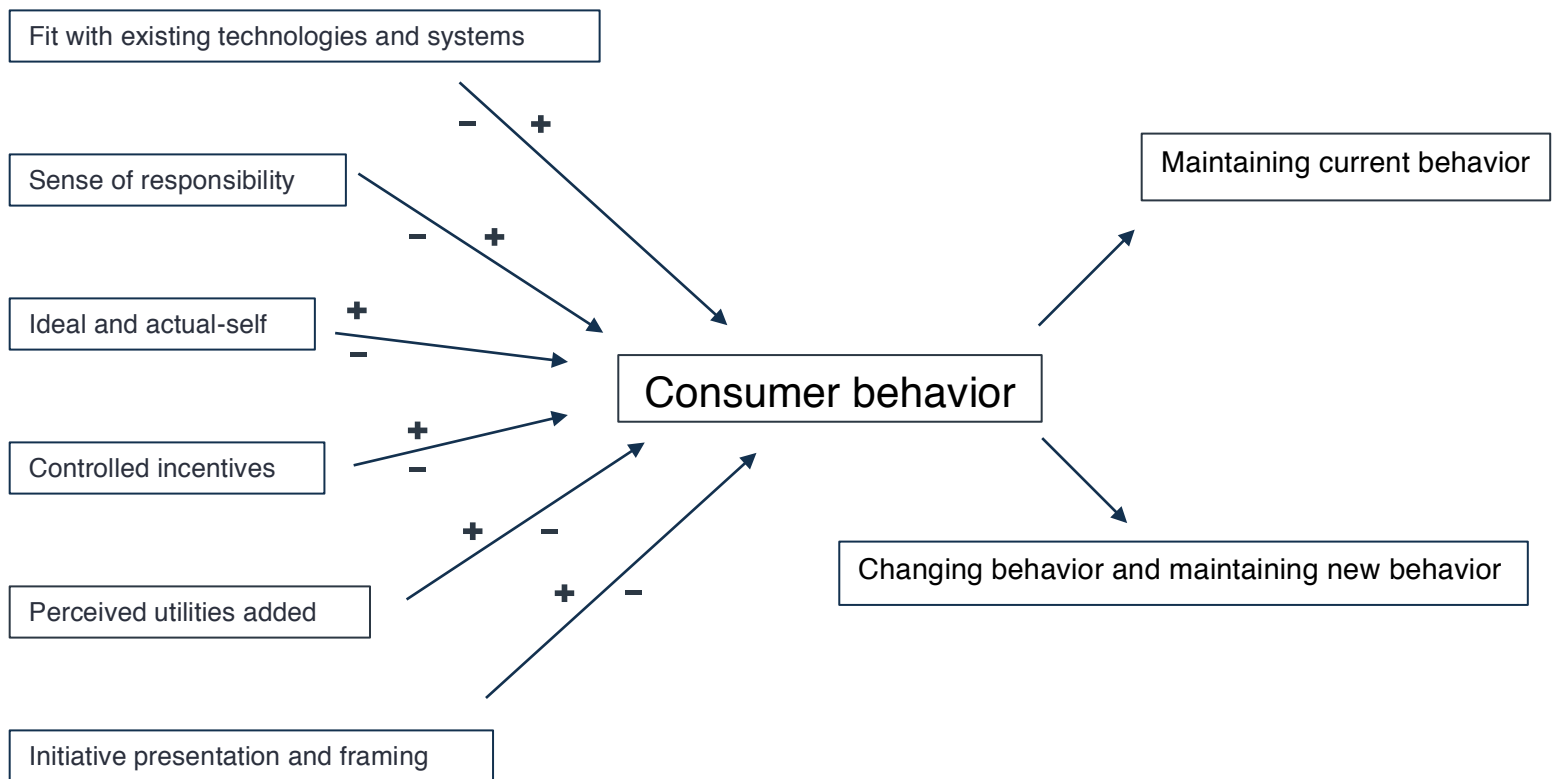 Fit with existing technologies and systems
− +
Maintaining current behavior
Sense of responsibility
− +
Ideal and actual-self
+
−
Consumer behavior
Controlled incentives
+
−
+ −
Changing behavior and maintaining new behavior
Perceived utilities added
+ −
Initiative presentation and framing